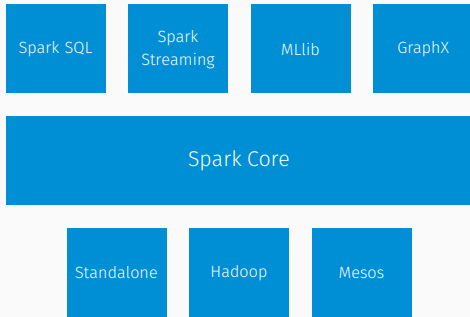 Spark SQL
Spark
Streaming
MLlib
GraphX
Spark Core
Standalone
Hadoop
Mesos